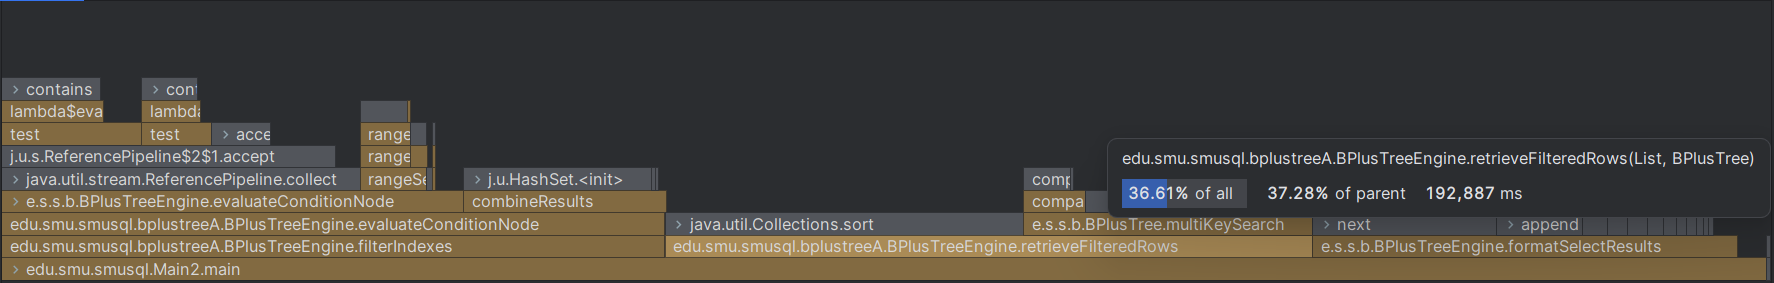 > contains > con
lambda$eva lambda
test test > acce range
j.u.s.ReferencePipeline$2$1.accept range
edu.smu.smusql.bplustreeA.BPlusTreeEngine.retrieveFilteredRows(List, BPlusTree)
> java.util.stream.ReferencePipeline.collect rangeSe > j.u.HashSet.<init> comp
36.61% of all 37.28% of parent 192,887 ms
> e.s.s.b.BPlusTreeEngine.evaluateConditionNode combineResults compa
edu.smu.smusql.bplustreeA.BPlusTreeEngine.evaluateConditionNode > java.util.Collections.sort e.s.s.b.BPlusTree.multiKeySearch > next > append
edu.smu.smusql.bplustreeA.BPlusTreeEngine.filterIndexes edu.smu.smusql.bplustreeA.BPlusTreeEngine.retrieveFilteredRows e.s.s.b.BPlusTreeEngine.formatSelectResults
> edu.smu.smusql.Main2.main